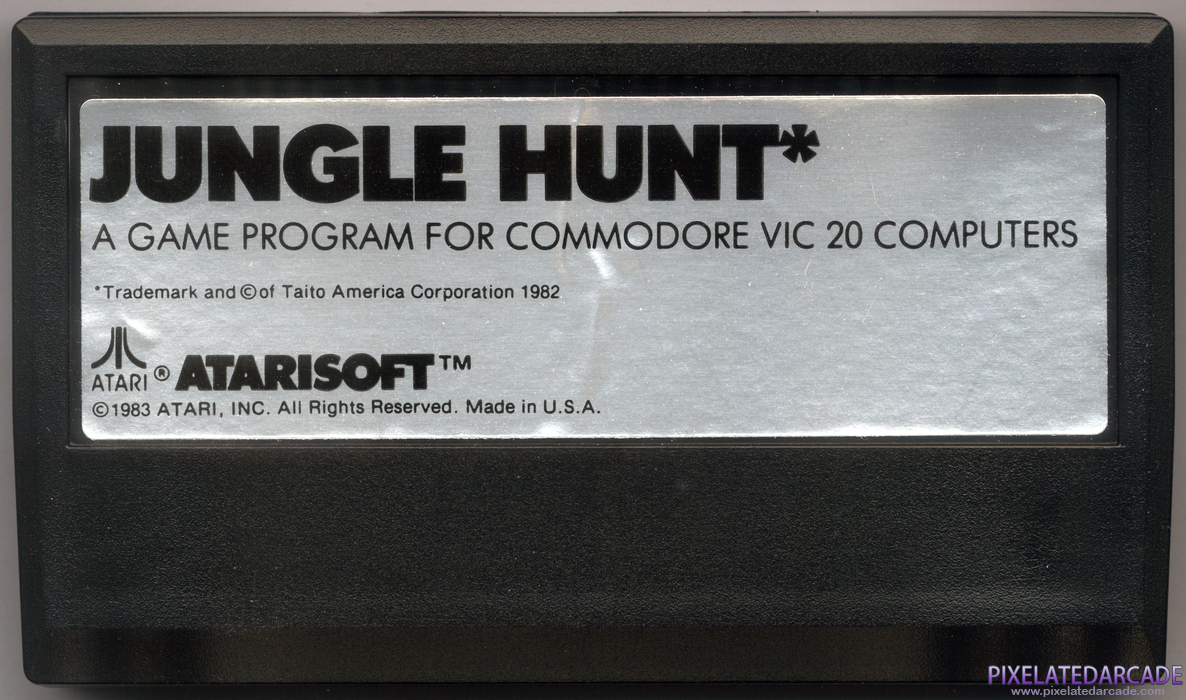 JUNGLE HUNT*
A GAME PROGRAM FOR COMMODORE VIC 20 COMPUTERS
*Trademark and © of Taito America Corporation 1982
ATARI® ATARISOFT™
©1983 ATARI, INC. All Rights Reserved. Made in U.S.A.
PIXELATEDARCADE
www.pixelatedarcade.com